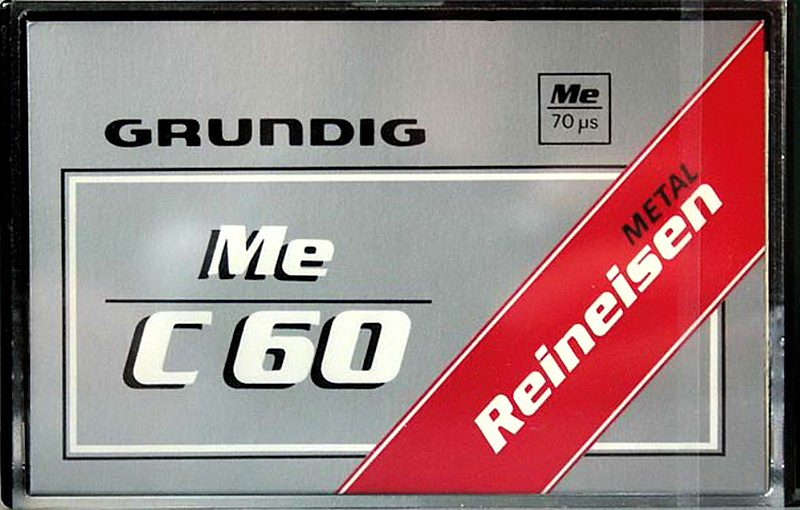 GRUNDIG
Me
70 µs
Me
C 60
METAL
Reineisen